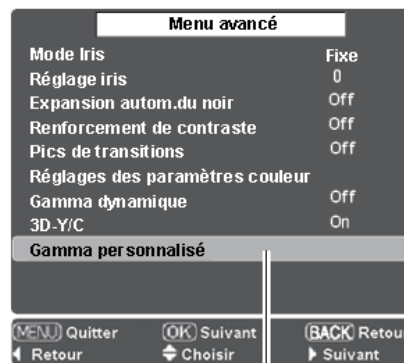 Menu avancé
Mode Iris Fixe
Réglage iris 0
Expansion autom.du noir Off
Renforcement de contraste Off
Pics de transitions Off
Réglages des paramètres couleur
Gamma dynamique Off
3D-Y/C On
Gamma personnalisé
MENU Quitter OK Suivant BACK Retour
Retour Choisir Suivant